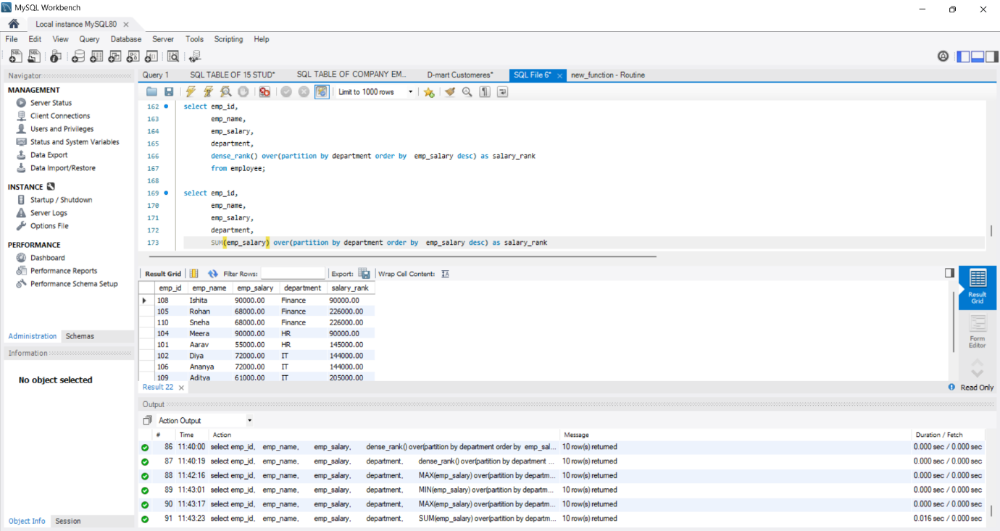 MySQL Workbench
Local instance MySQL80
File Edit View Query Database Server Tools Scripting Help
Navigator
MANAGEMENT
Server Status
Client Connections
Users and Privileges
Status and System Variables
Data Export
Data Import/Restore
INSTANCE
Startup / Shutdown
Server Logs
Options File
PERFORMANCE
Dashboard
Performance Reports
Performance Schema Setup
Administration Schemas
Information
No object selected
Object Info Session
Query 1 SQL TABLE OF 15 STUD* SQL TABLE OF COMPANY EM... D-mart Customeres* SQL File 6* new_function - Routine
Limit to 1000 rows
162 select emp_id,
163 emp_name,
164 emp_salary,
165 department,
166 dense_rank() over(partition by department order by  emp_salary desc) as salary_rank
167 from employee;
168
169 select emp_id,
170 emp_name,
171 emp_salary,
172 department,
173 SUM(emp_salary) over(partition by department order by  emp_salary desc) as salary_rank
Result Grid Filter Rows: Export: Wrap Cell Content:
emp_id emp_name emp_salary department salary_rank
108 Ishita 90000.00 Finance 90000.00
105 Rohan 68000.00 Finance 226000.00
110 Sneha 68000.00 Finance 226000.00
104 Meera 90000.00 HR 90000.00
101 Aarav 55000.00 HR 145000.00
102 Diya 72000.00 IT 144000.00
106 Ananya 72000.00 IT 144000.00
109 Aditya 61000.00 IT 205000.00
Result Grid
Form Editor
Result 22 Read Only
Output
Action Output
# Time Action Message Duration / Fetch
86 11:40:00 select emp_id, emp_name, emp_salary, dense_rank() over(partition by department order by emp_sal... 10 row(s) returned 0.000 sec / 0.000 sec
87 11:40:19 select emp_id, emp_name, emp_salary, department, dense_rank() over(partition by department ... 10 row(s) returned 0.000 sec / 0.000 sec
88 11:42:16 select emp_id, emp_name, emp_salary, department, MAX(emp_salary) over(partition by departm... 10 row(s) returned 0.000 sec / 0.000 sec
89 11:43:01 select emp_id, emp_name, emp_salary, department, MIN(emp_salary) over(partition by departm... 10 row(s) returned 0.000 sec / 0.000 sec
90 11:43:17 select emp_id, emp_name, emp_salary, department, MAX(emp_salary) over(partition by departm... 10 row(s) returned 0.000 sec / 0.000 sec
91 11:43:23 select emp_id, emp_name, emp_salary, department, SUM(emp_salary) over(partition by departm... 10 row(s) returned 0.016 sec / 0.000 sec